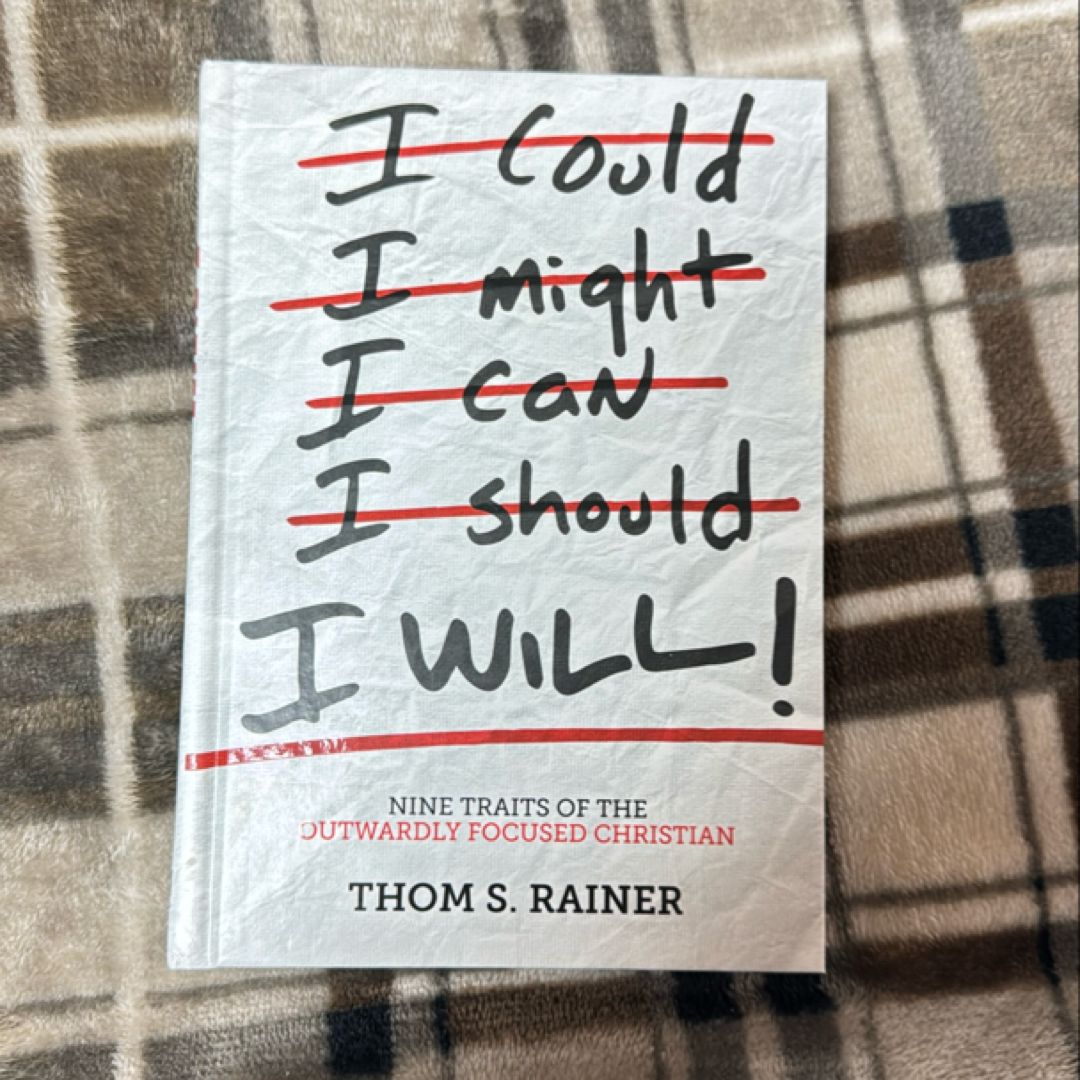 I could
I might
I can
I should
I WiLL!
NINE TRAITS OF THE
OUTWARDLY FOCUSED CHRISTIAN
THOM S. RAINER